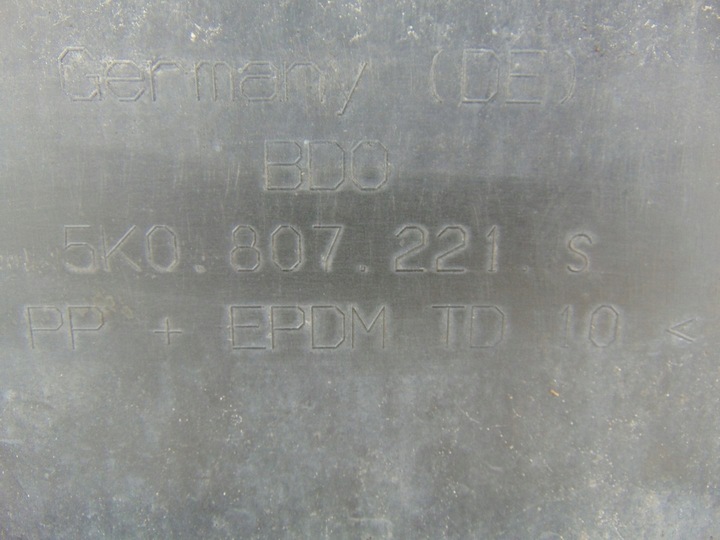 Germany (DE)
BDO
5K0.807.221.S
PP + EPDM TD 10 <